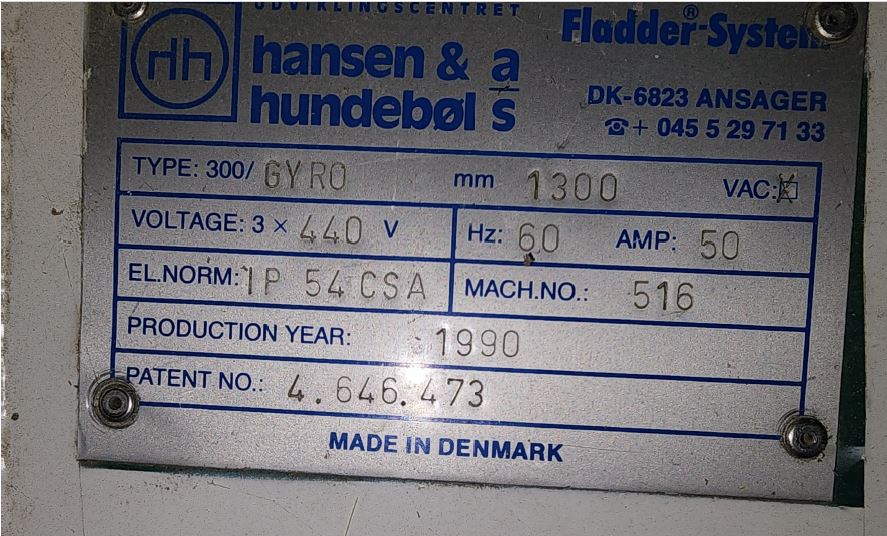 UDVIKLINGSCENTRET
Fladder®-System
hh
hansen & a/s
hundebøl
DK-6823 ANSAGER
☎ + 045 5 29 71 33
TYPE: 300/ GYRO mm 1300 VAC: ☒
VOLTAGE: 3 × 440 V Hz: 60 AMP: 50
EL.NORM: IP 54 CSA MACH.NO.: 516
PRODUCTION YEAR: 1990
PATENT NO.: 4.646.473
MADE IN DENMARK